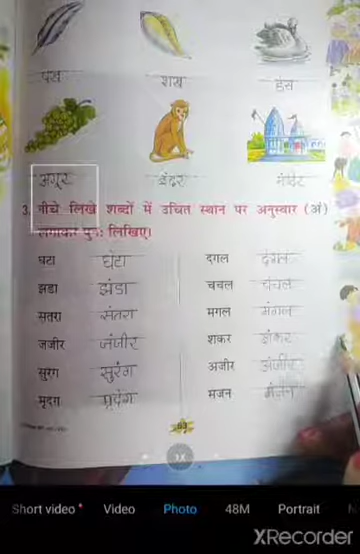 पंख शंख हंस
अंगूर बंदर मंदिर
3. नीचे लिखे शब्दों में उचित स्थान पर अनुस्वार (अं)
लगाकर पुनः लिखिए।
घटा घंटा दगल दंगल
झडा झंडा चचल चंचल
सतरा संतरा मगल मंगल
जजीर जंजीर शकर शंकर
सुरग सुरंग अजीर अंजीर
मृदग मृदंग मजन मंजन
1X
Short video Video Photo 48M Portrait
XRecorder